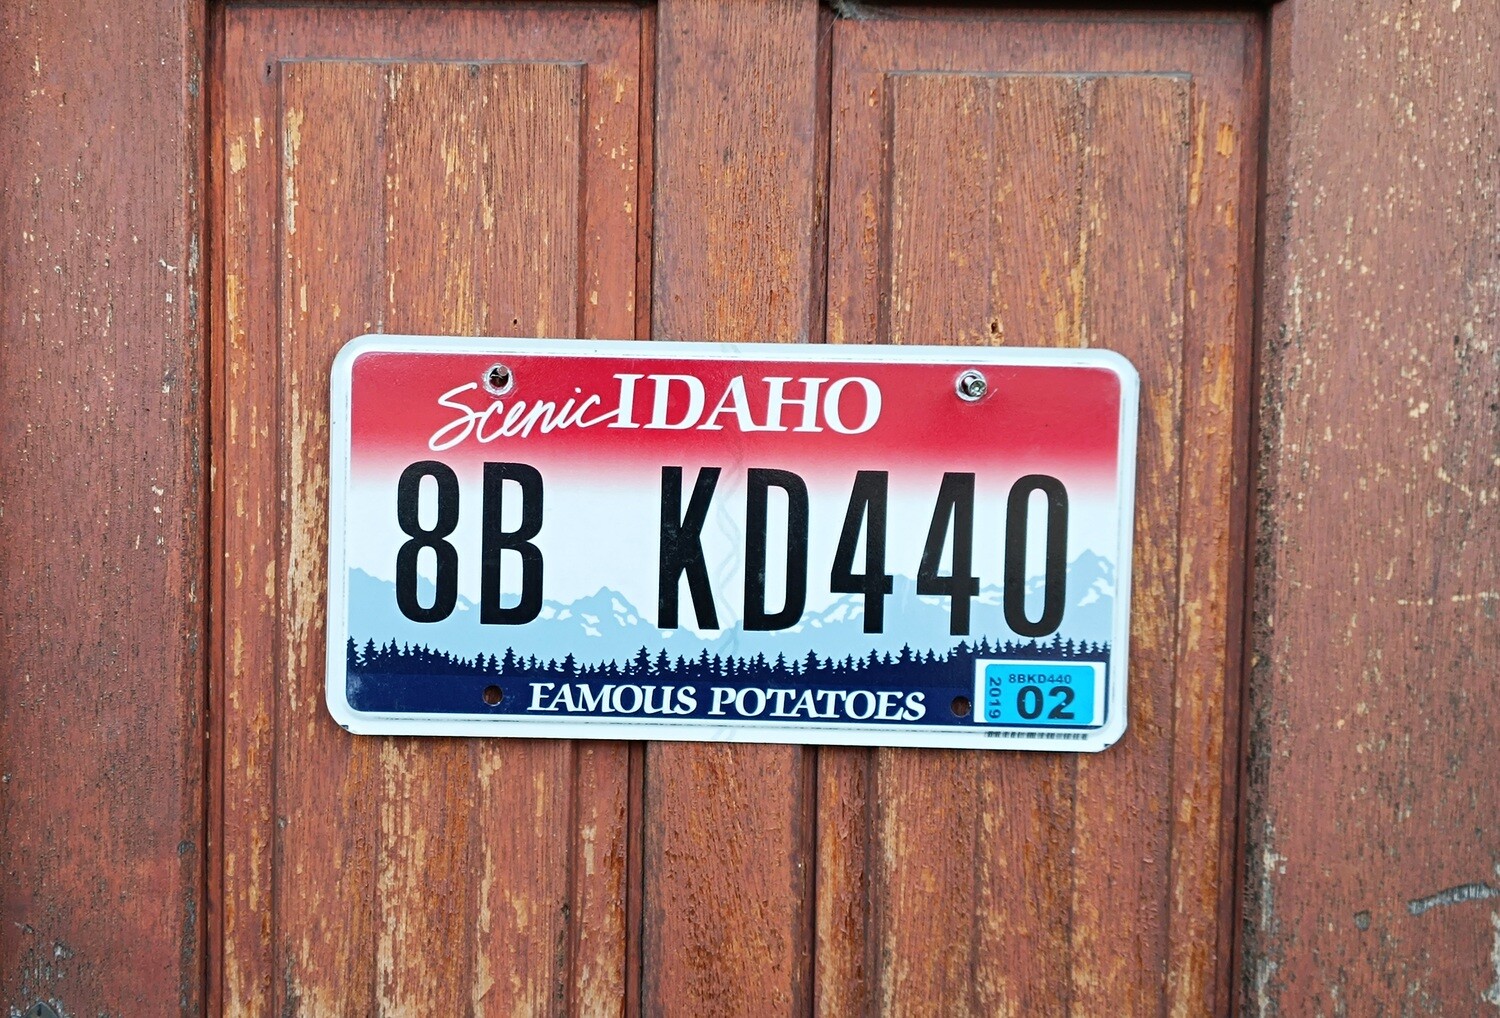 Scenic IDAHO
8B KD440
FAMOUS POTATOES
2019
8BKD440
02